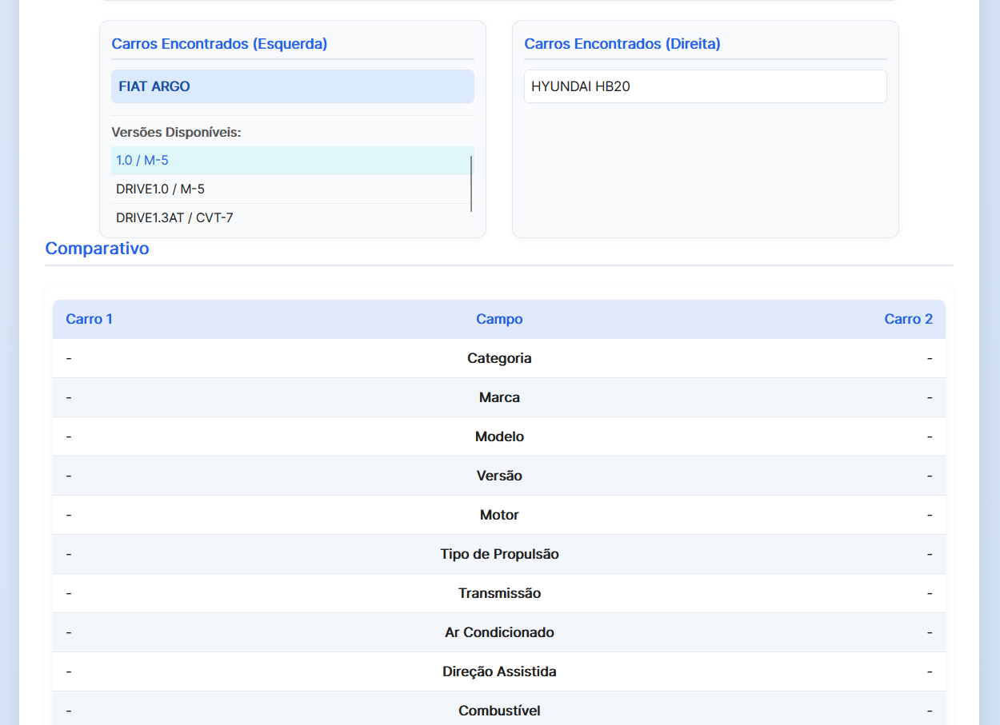 Carros Encontrados (Esquerda)
FIAT ARGO
Versões Disponíveis:
1.0 / M-5
DRIVE1.0 / M-5
DRIVE1.3AT / CVT-7
Carros Encontrados (Direita)
HYUNDAI HB20
Comparativo
Carro 1 Campo Carro 2
- Categoria -
- Marca -
- Modelo -
- Versão -
- Motor -
- Tipo de Propulsão -
- Transmissão -
- Ar Condicionado -
- Direção Assistida -
- Combustível -